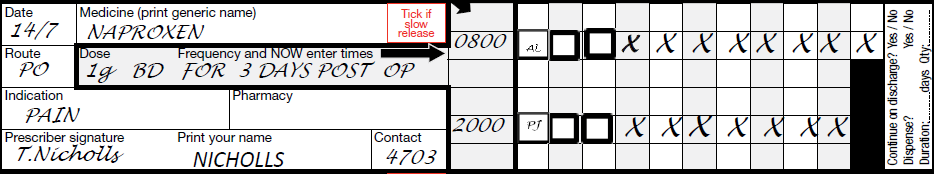 Date
14/7
Medicine (print generic name)
NAPROXEN
Tick if
slow
release
Route
PO
Dose
Frequency and NOW enter times
1g BD FOR 3 DAYS POST OP
Indication
PAIN
Pharmacy
Prescriber signature
T.Nicholls
Print your name
NICHOLLS
Contact
4703
0800 AL X X X X X X X X
2000 PJ X X X X X X X
Continue on discharge? Yes / No
Dispense? Yes / No
Duration:........days Qty:........